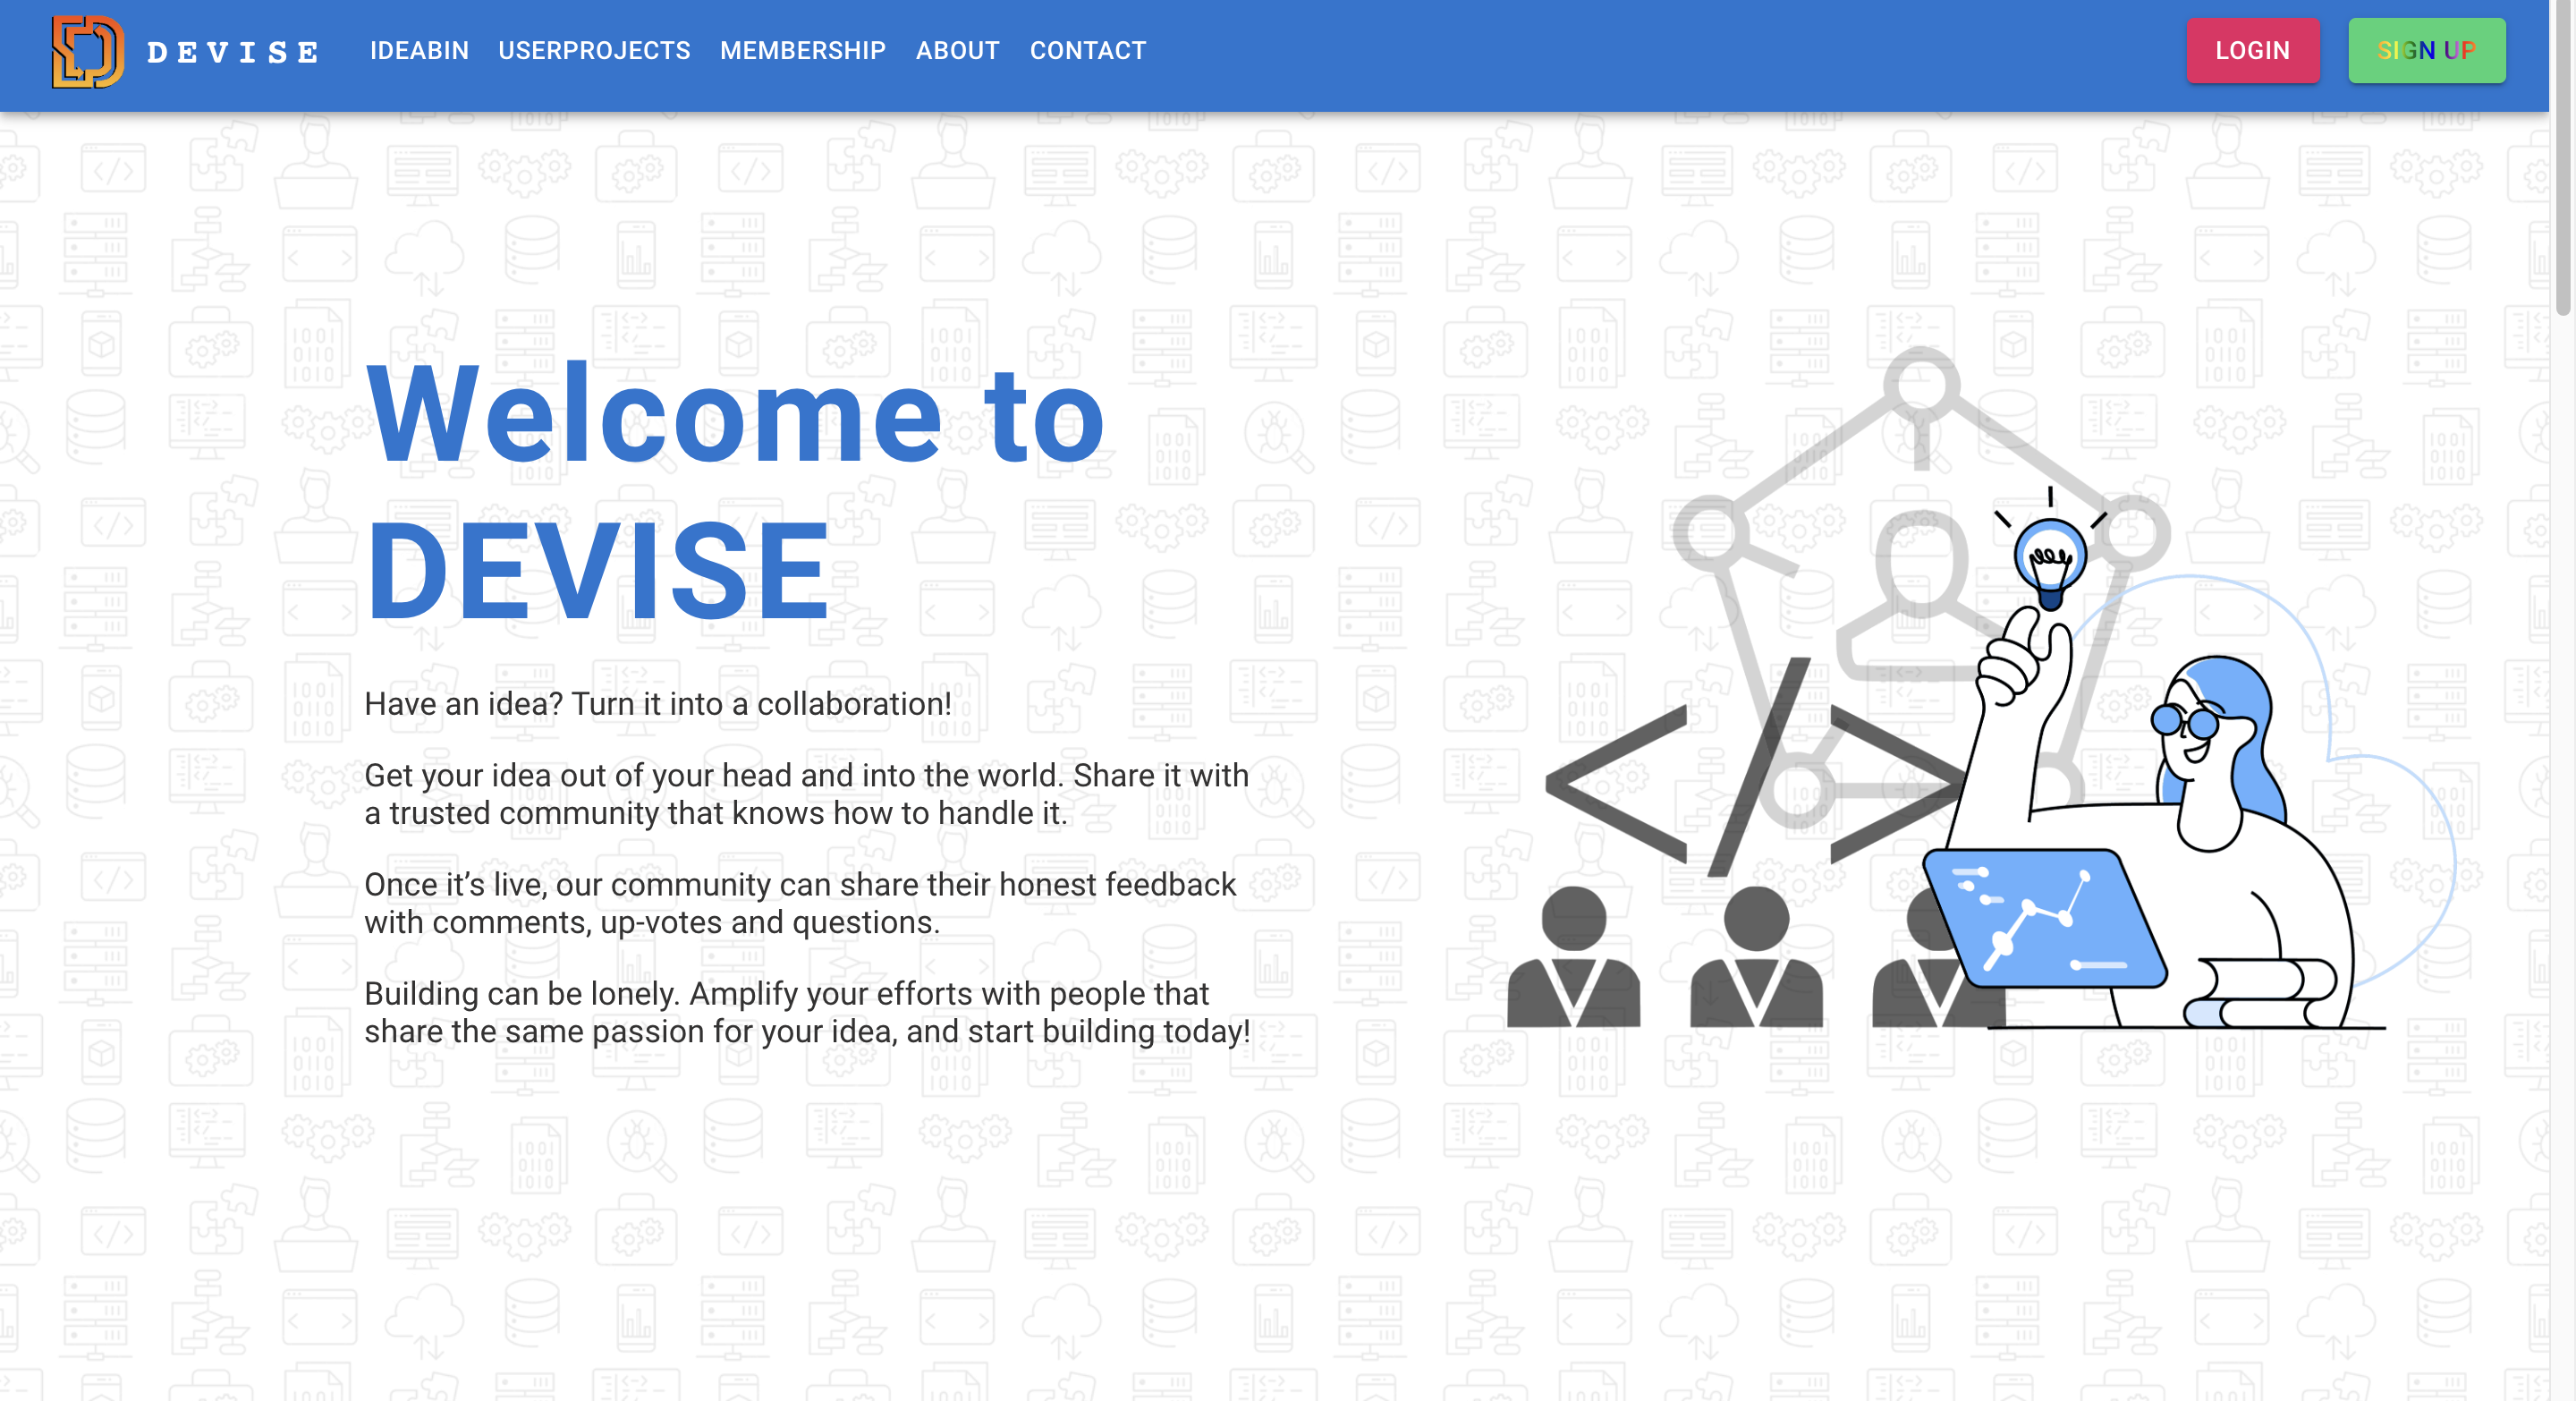 DEVISE IDEABIN USERPROJECTS MEMBERSHIP ABOUT CONTACT LOGIN SIGN UP
Welcome to
DEVISE
Have an idea? Turn it into a collaboration!
Get your idea out of your head and into the world. Share it with
a trusted community that knows how to handle it.
Once it’s live, our community can share their honest feedback
with comments, up-votes and questions.
Building can be lonely. Amplify your efforts with people that
share the same passion for your idea, and start building today!